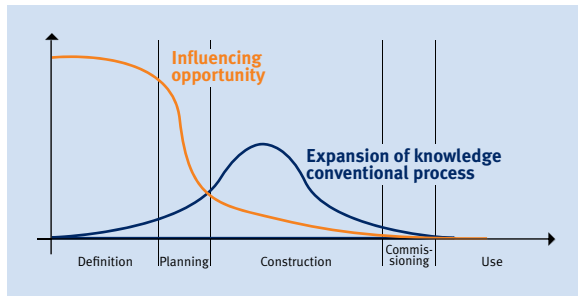 Influencing
opportunity
Expansion of knowledge
conventional process
Definition
Planning
Construction
Commis-
sioning
Use